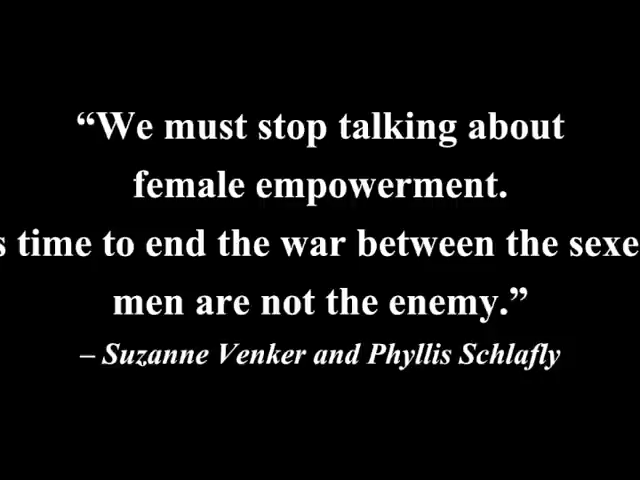 “We must stop talking about
female empowerment.
s time to end the war between the sexe
men are not the enemy.”
– Suzanne Venker and Phyllis Schlafly